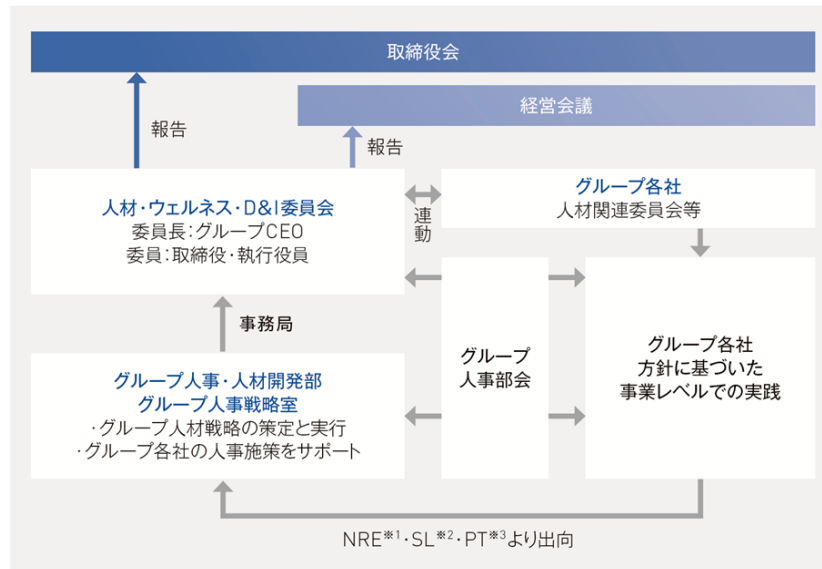 取締役会
経営会議
報告
報告
人材・ウェルネス・D&I委員会
委員長：グループCEO
委員：取締役・執行役員
連動
グループ各社
人材関連委員会等
事務局
グループ
人事部会
グループ各社
方針に基づいた
事業レベルでの実践
グループ人事・人材開発部
グループ人事戦略室
・グループ人材戦略の策定と実行
・グループ各社の人事施策をサポート
NRE※1・SL※2・PT※3より出向